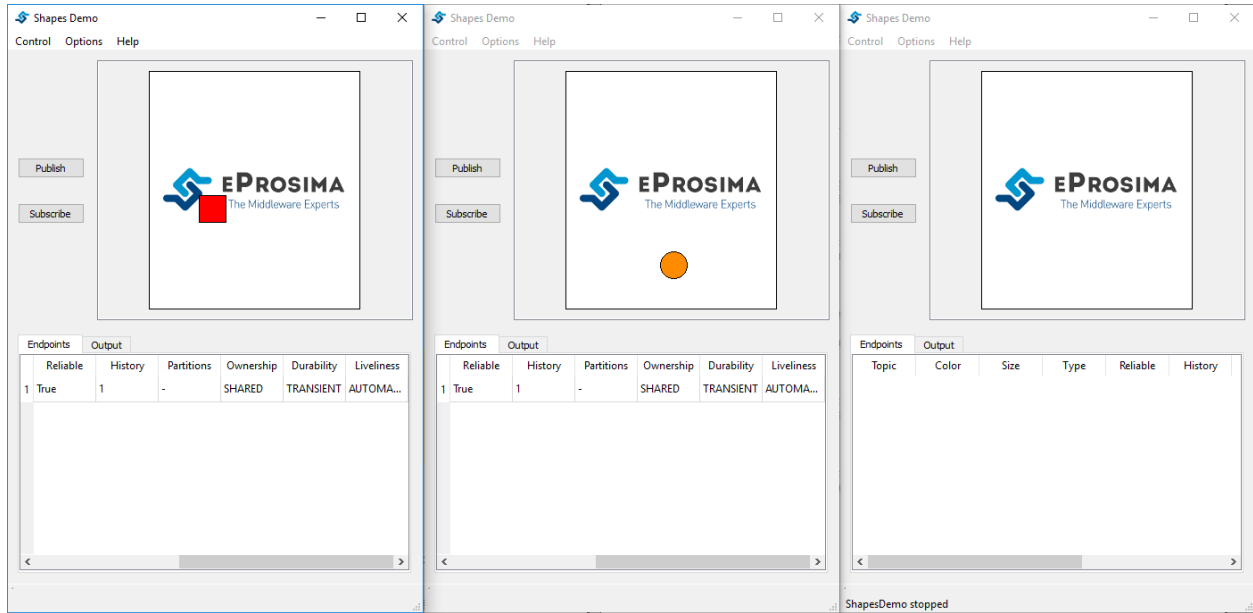 Shapes Demo
Control Options Help
Publish
Subscribe
EPROSIMA
The Middleware Experts
Endpoints Output
Reliable History Partitions Ownership Durability Liveliness
1 True 1 - SHARED TRANSIENT AUTOMA...
Shapes Demo
Control Options Help
Publish
Subscribe
EPROSIMA
The Middleware Experts
Endpoints Output
Reliable History Partitions Ownership Durability Liveliness
1 True 1 - SHARED TRANSIENT AUTOMA...
Shapes Demo
Control Options Help
Publish
Subscribe
EPROSIMA
The Middleware Experts
Endpoints Output
Topic Color Size Type Reliable History
ShapesDemo stopped